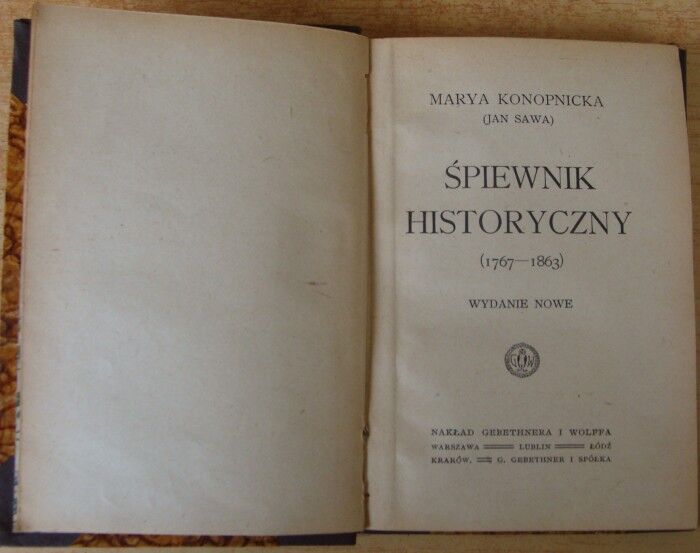 MARYA KONOPNICKA
(JAN SAWA)
ŚPIEWNIK
HISTORYCZNY
(1767—1863)
WYDANIE NOWE
G W
NAKŁAD GEBETHNERA I WOLFFA
WARSZAWA LUBLIN ŁÓDŹ
KRAKÓW. G. GEBETHNER I SPÓŁKA